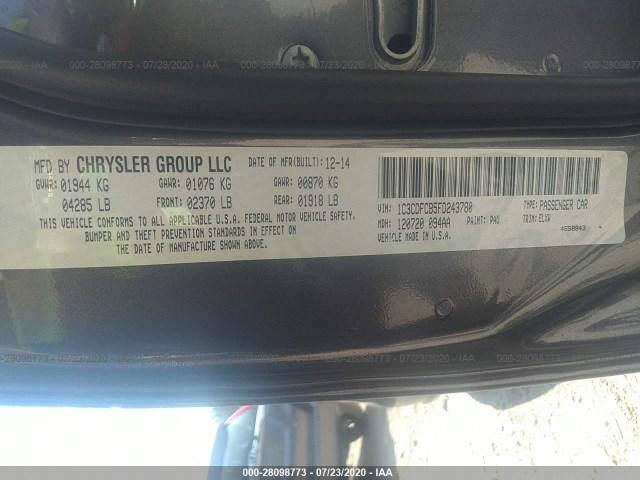 000-28098773 / 07/23/2020 - IAA
MFD BY CHRYSLER GROUP LLC DATE OF MFR(BUILT): 12-14
GVWR: 01944 KG GAWR: 01076 KG GAWR: 00870 KG
04285 LB FRONT: 02370 LB REAR: 01918 LB
THIS VEHICLE CONFORMS TO ALL APPLICABLE U.S.A. FEDERAL MOTOR VEHICLE SAFETY,
BUMPER AND THEFT PREVENTION STANDARDS IN EFFECT ON
THE DATE OF MANUFACTURE SHOWN ABOVE.
VIN: 1C3CDFCB5FD243780 TYPE: PASSENGER CAR
MDH: 120720 094AA PAINT: PAU TRIM: ELXW
VEHICLE MADE IN U.S.A. 4658843
000-28098773 / 07/23/2020 - IAA